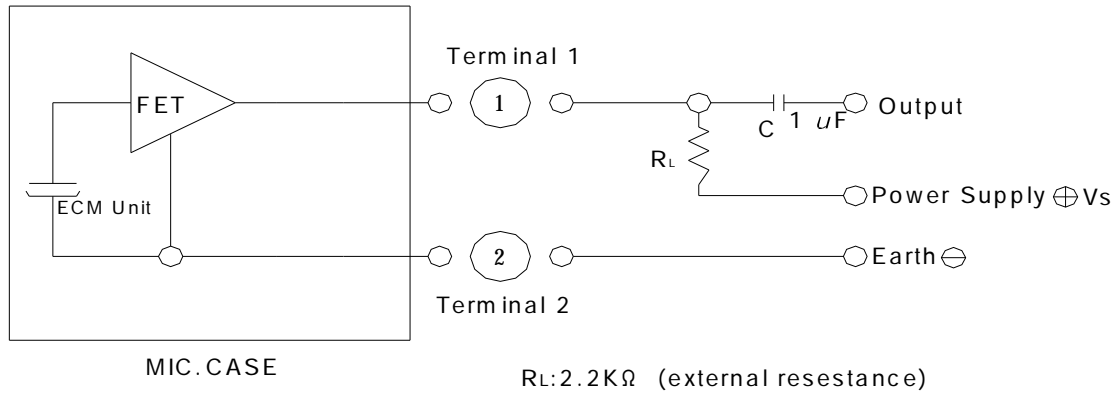 Terminal 1
FET
1
C 1 uF
Output
RL
ECM Unit
Power Supply ⊕ Vs
2
Earth ⊖
Terminal 2
MIC.CASE
RL:2.2KΩ (external resestance)